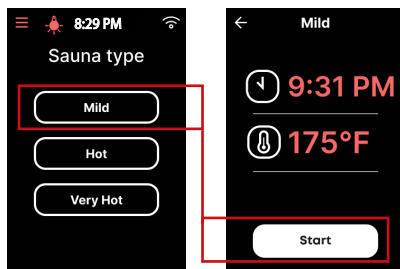 8:29 PM
Sauna type
Mild
Hot
Very Hot
Mild
9:31 PM
175°F
Start